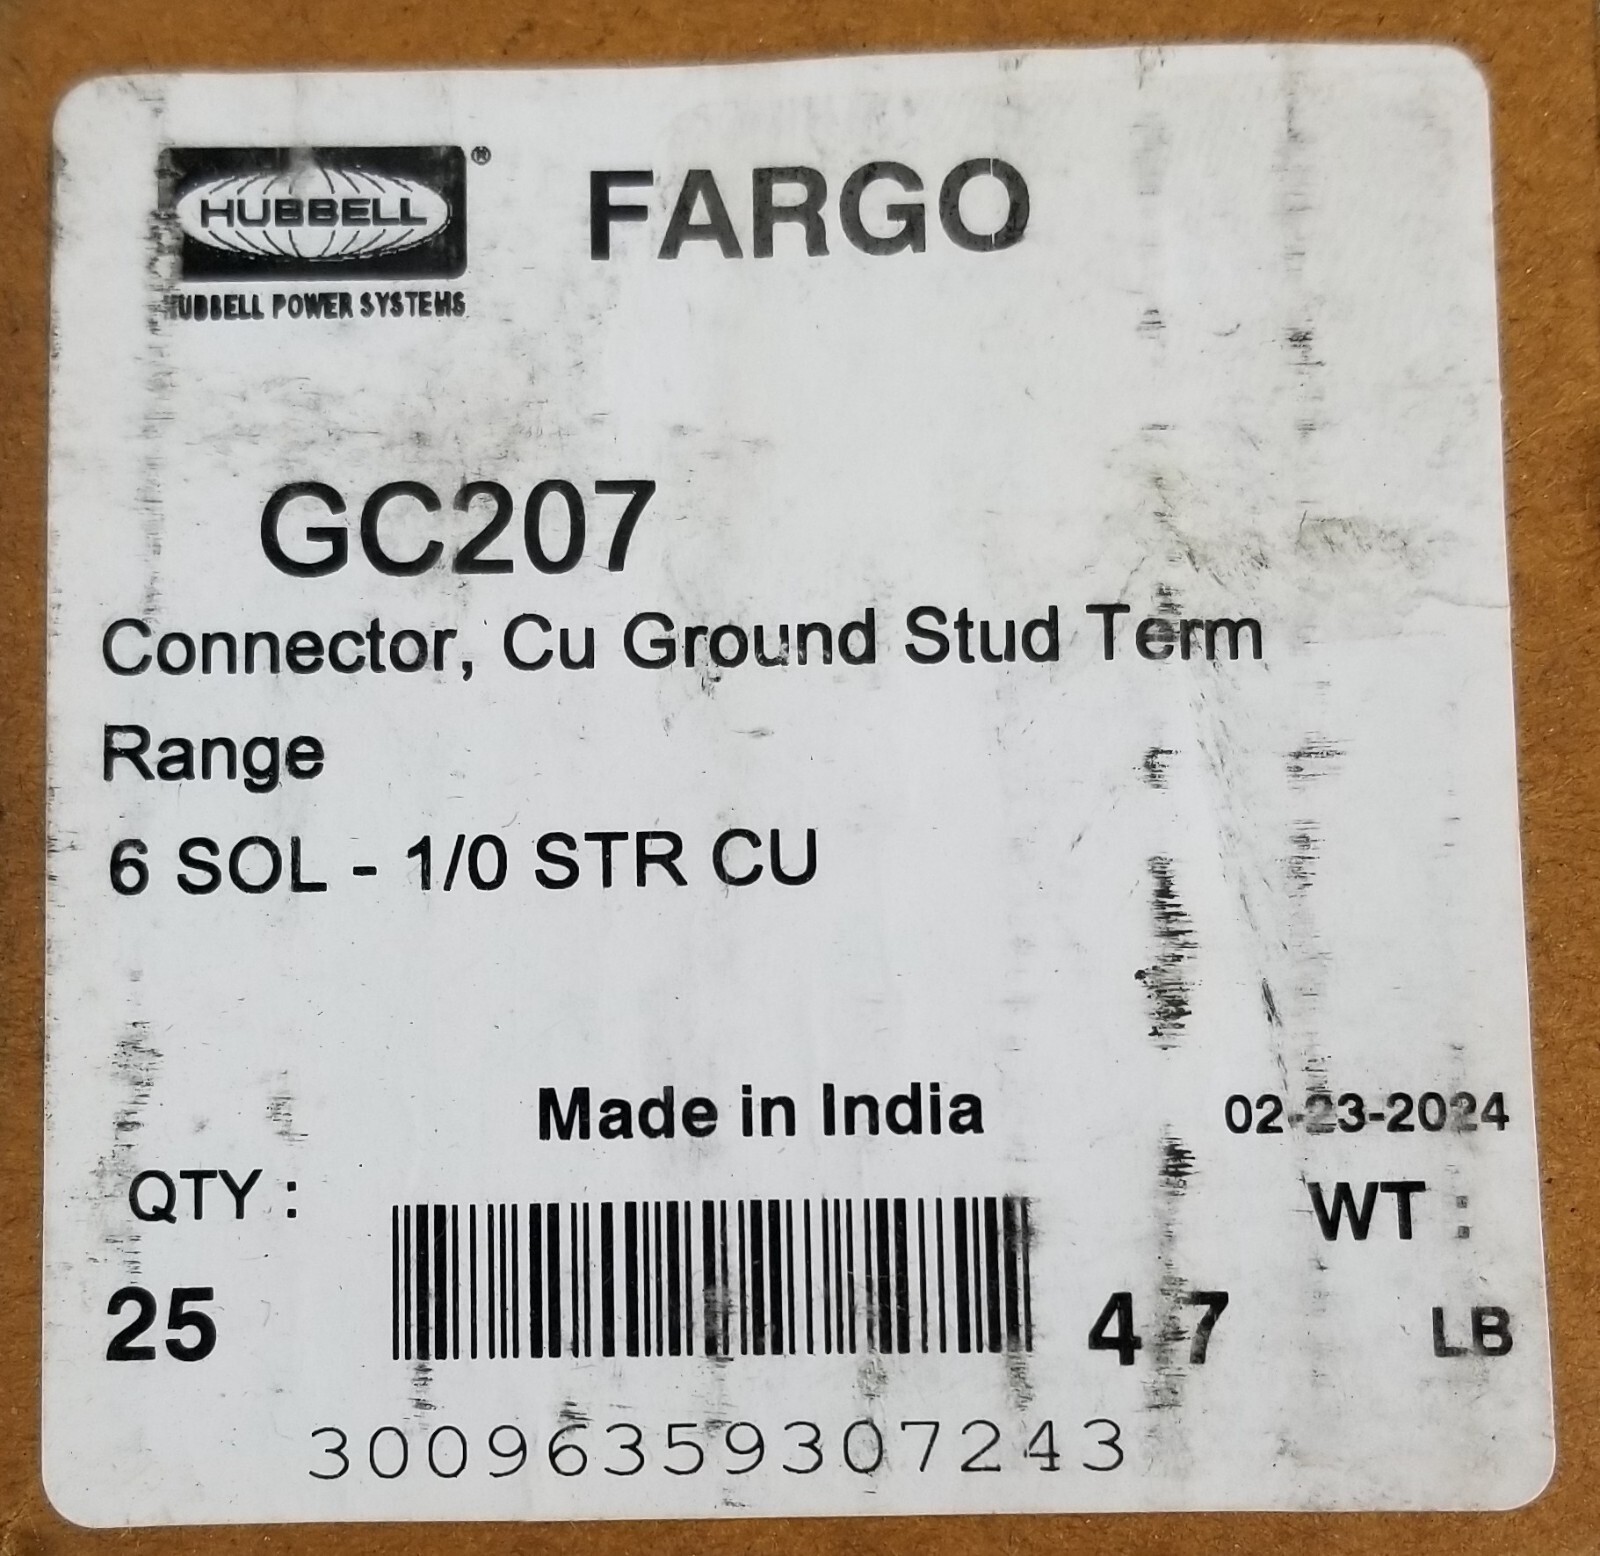 HUBBELL®
FARGO
HUBBELL POWER SYSTEMS
GC207
Connector, Cu Ground Stud Term
Range
6 SOL - 1/0 STR CU
Made in India
02-23-2024
QTY :
WT :
25
4 7
LB
30096359307243